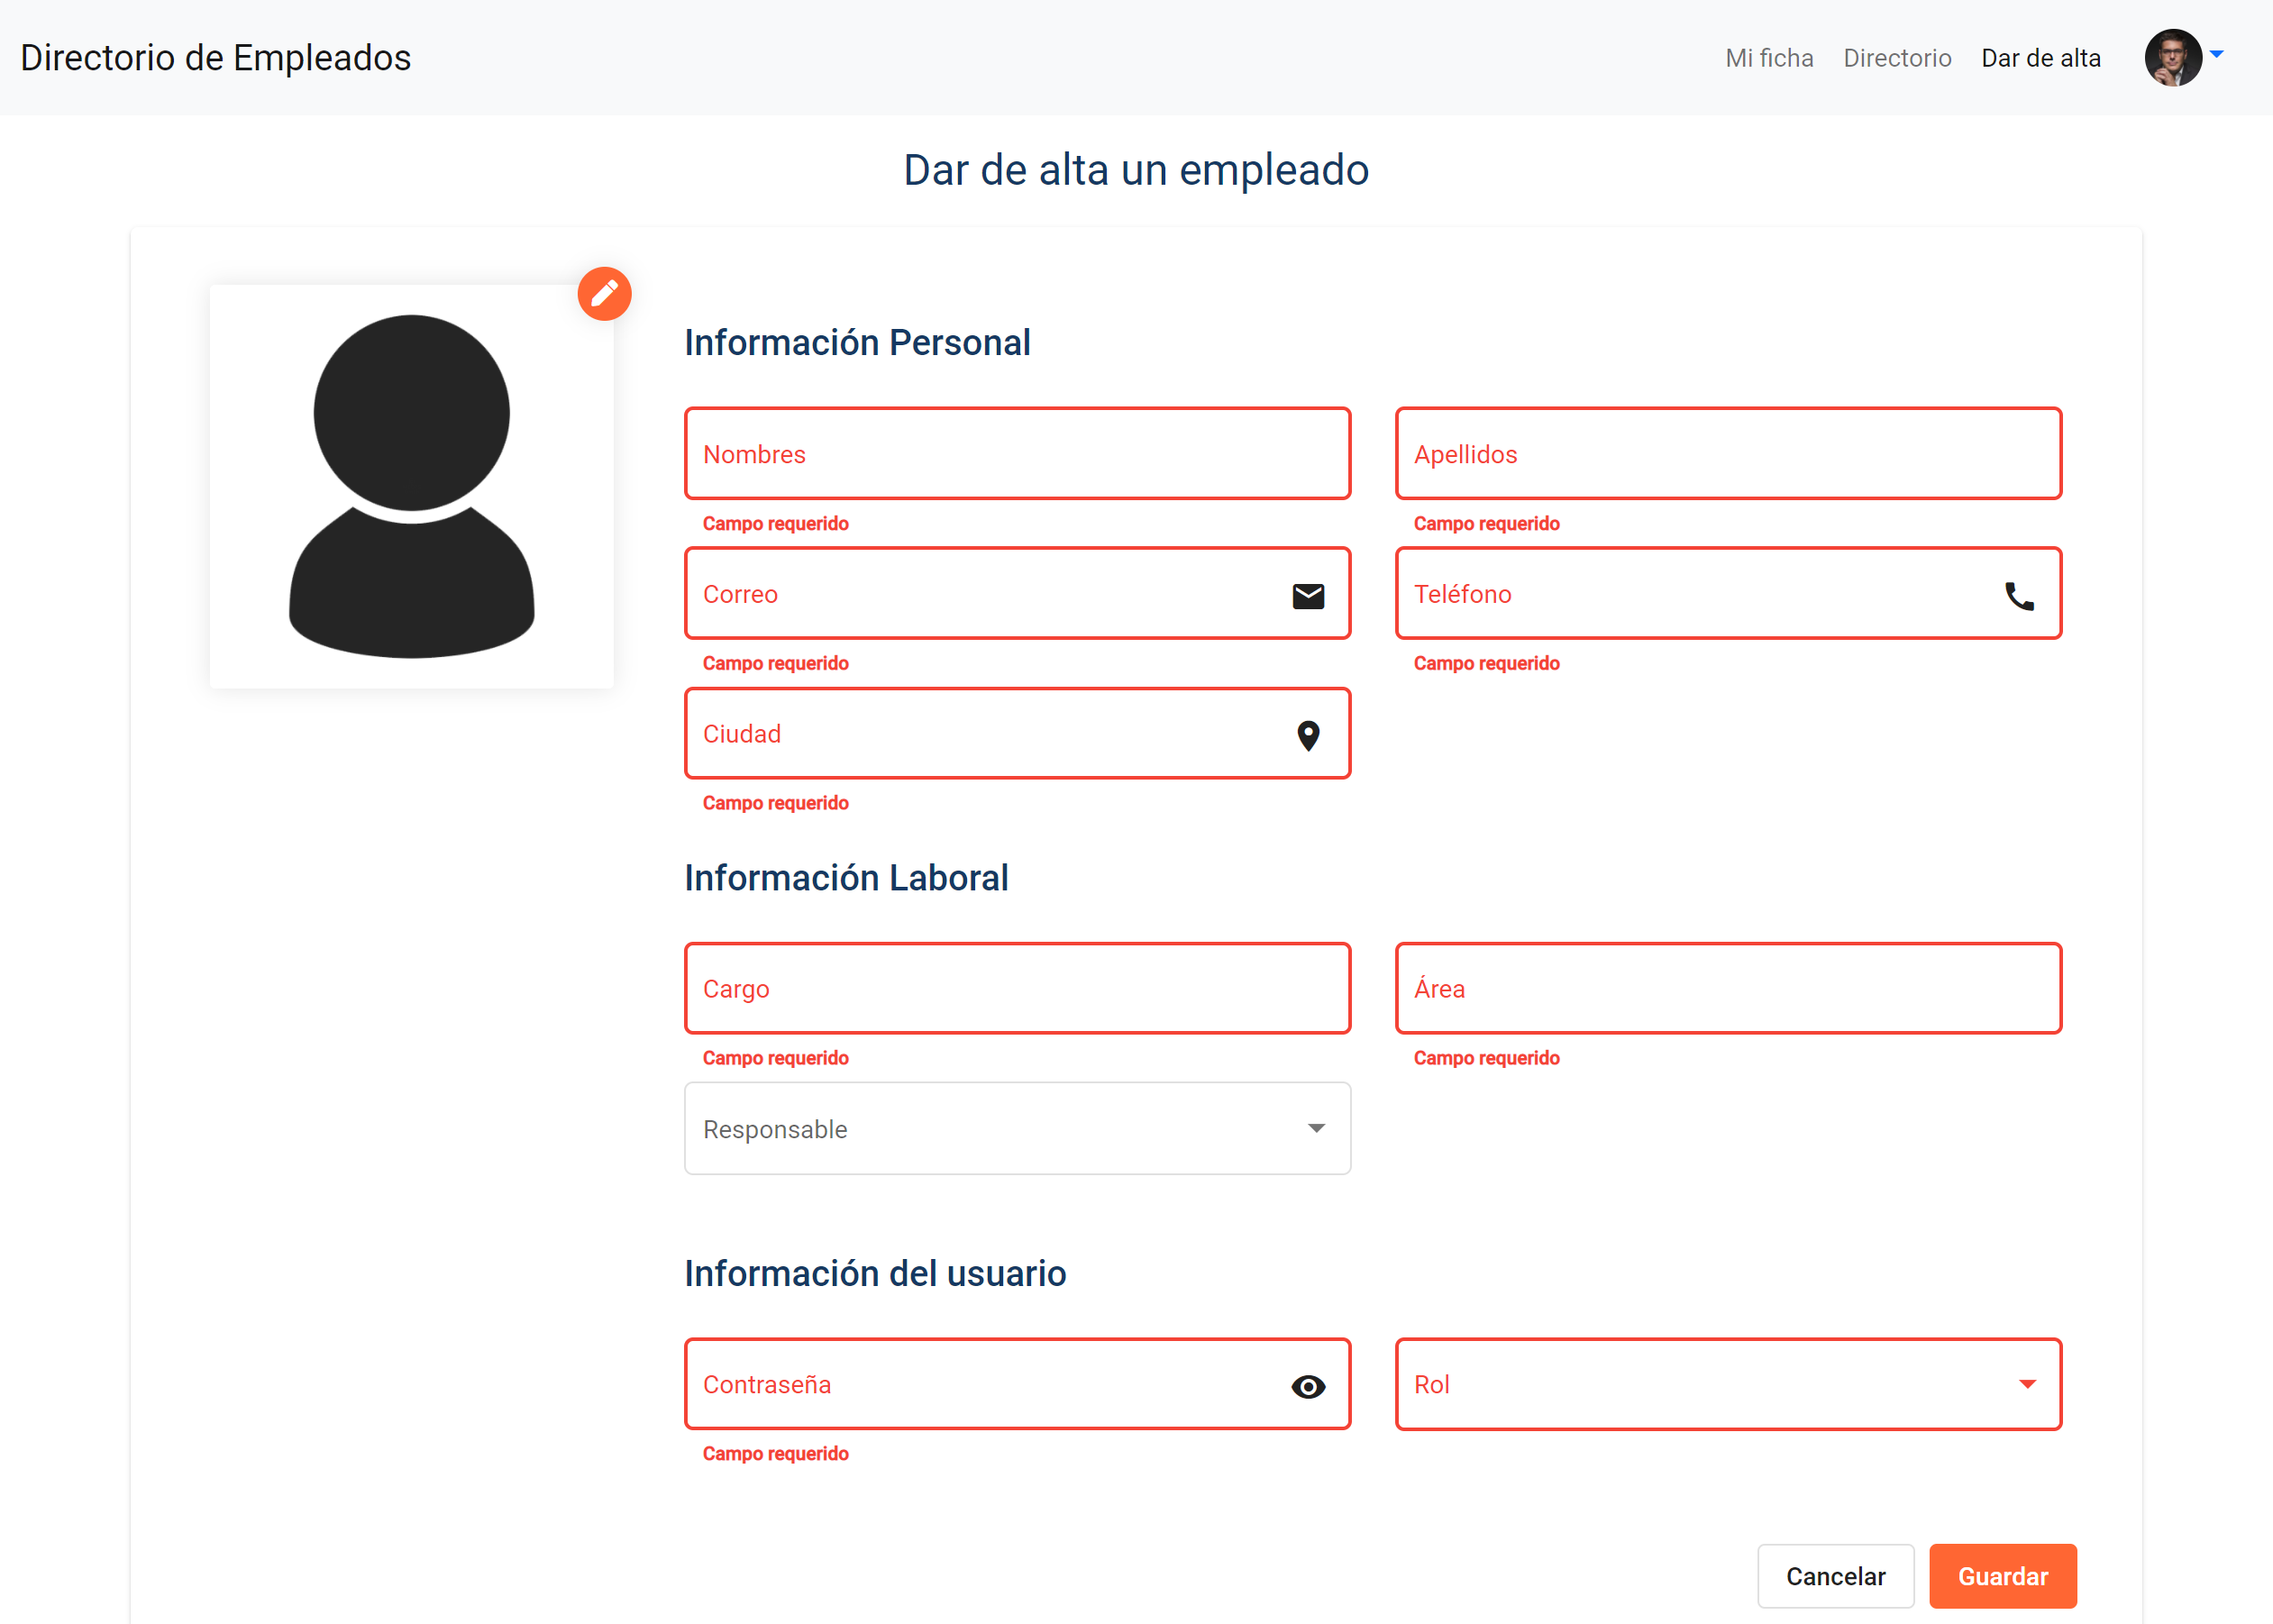 Directorio de Empleados
Mi ficha Directorio Dar de alta
Dar de alta un empleado
Información Personal
Nombres Apellidos
Campo requerido Campo requerido
Correo Teléfono
Campo requerido Campo requerido
Ciudad
Campo requerido
Información Laboral
Cargo Área
Campo requerido Campo requerido
Responsable
Información del usuario
Contraseña Rol
Campo requerido
Cancelar Guardar